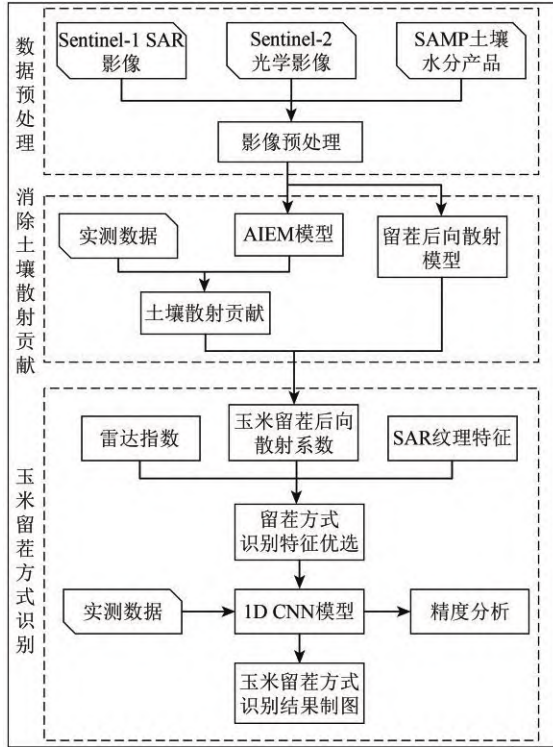 数据预处理
Sentinel-1 SAR
影像
Sentinel-2
光学影像
SAMP土壤
水分产品
影像预处理
消除土壤散射贡献
实测数据
AIEM模型
留茬后向散射
模型
土壤散射贡献
玉米留茬方式识别
雷达指数
玉米留茬后向
散射系数
SAR纹理特征
留茬方式
识别特征优选
实测数据
1D CNN模型
精度分析
玉米留茬方式
识别结果制图